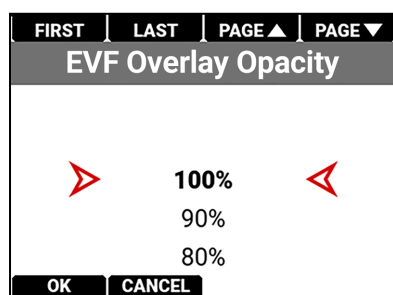 FIRST LAST PAGE▲ PAGE▼
EVF Overlay Opacity
100%
90%
80%
OK CANCEL